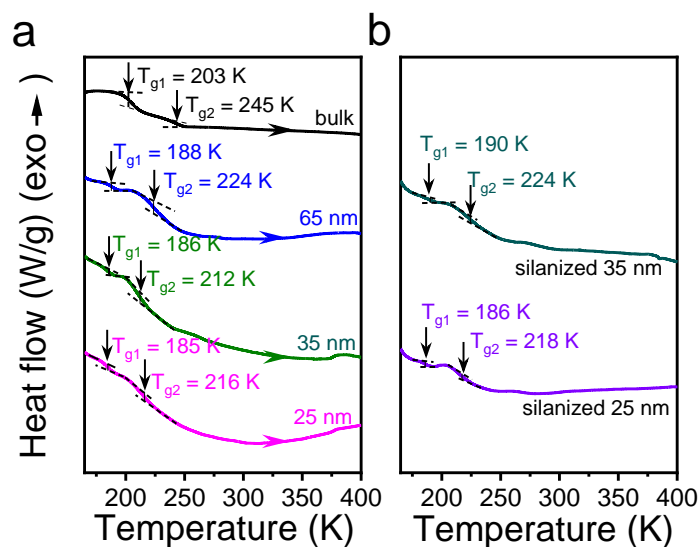 a
b
Heat flow (W/g) (exo →)
Tg1 = 203 K
Tg2 = 245 K
bulk
Tg1 = 188 K
Tg2 = 224 K
65 nm
Tg1 = 186 K
Tg2 = 212 K
35 nm
Tg1 = 185 K
Tg2 = 216 K
25 nm
200 250 300 350 400
Temperature (K)
Tg1 = 190 K
Tg2 = 224 K
silanized 35 nm
Tg1 = 186 K
Tg2 = 218 K
silanized 25 nm
200 250 300 350 400
Temperature (K)